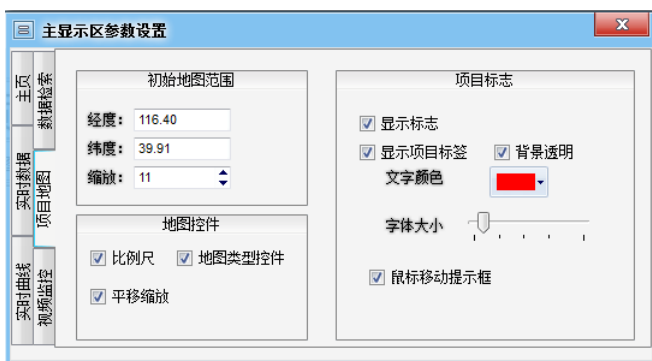 主显示区参数设置
主页
数据检索
实时数据
项目地图
实时曲线
视频监控
初始地图范围
经度: 116.40
纬度: 39.91
缩放: 11
地图控件
比例尺 地图类型控件
平移缩放
项目标志
显示标志
显示项目标签 背景透明
文字颜色
字体大小
鼠标移动提示框